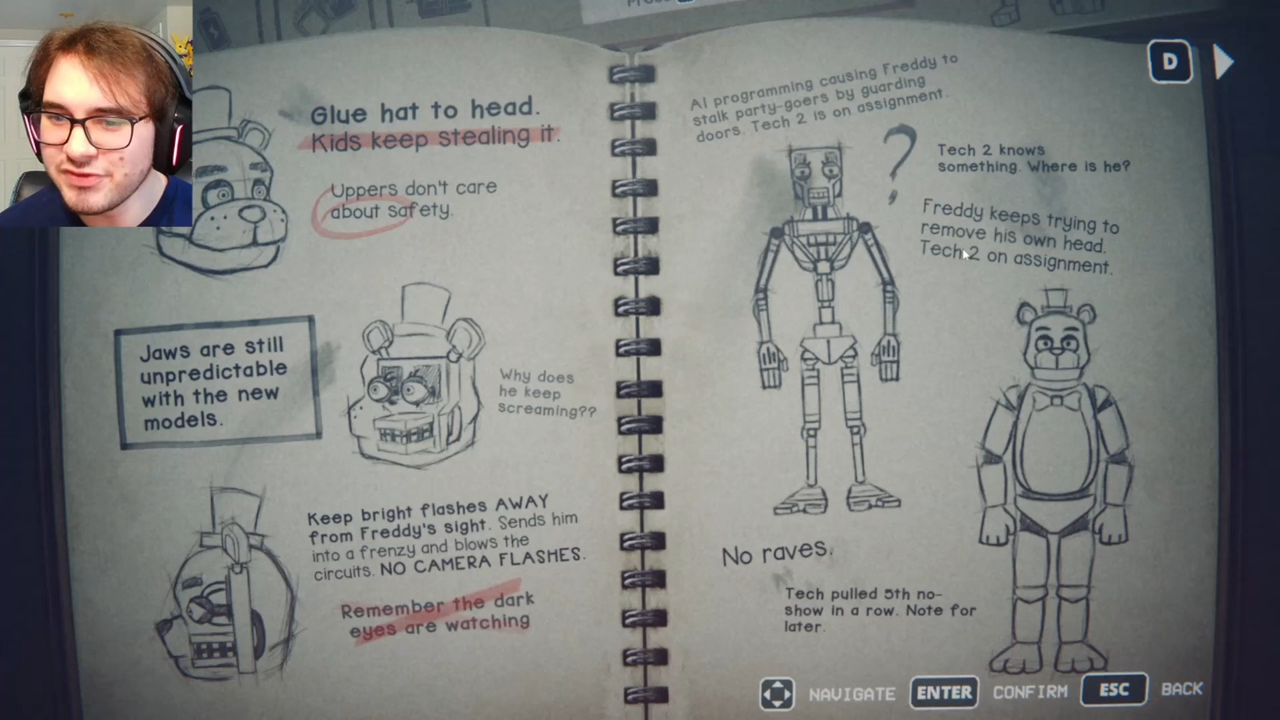 Glue hat to head.
Kids keep stealing it.
Uppers don't care
about safety.
Jaws are still
unpredictable
with the new
models.
Why does
he keep
screaming??
Keep bright flashes AWAY
from Freddy's sight. Sends him
into a frenzy and blows the
circuits. NO CAMERA FLASHES.
Remember the dark
eyes are watching
AI programming causing Freddy to
stalk party-goers by guarding
doors. Tech 2 is on assignment.
?
Tech 2 knows
something. Where is he?
Freddy keeps trying to
remove his own head.
Tech 2 on assignment.
No raves.
Tech pulled 5th no-
show in a row. Note for
later.
D
NAVIGATE ENTER CONFIRM ESC BACK